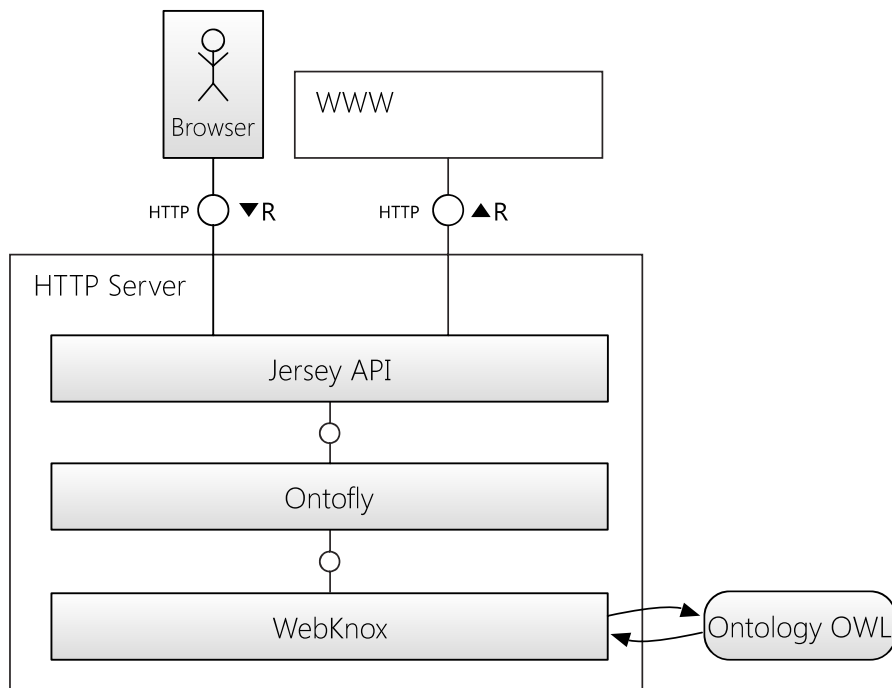 Browser
WWW
HTTP R
HTTP R
HTTP Server
Jersey API
Ontofly
WebKnox
Ontology OWL